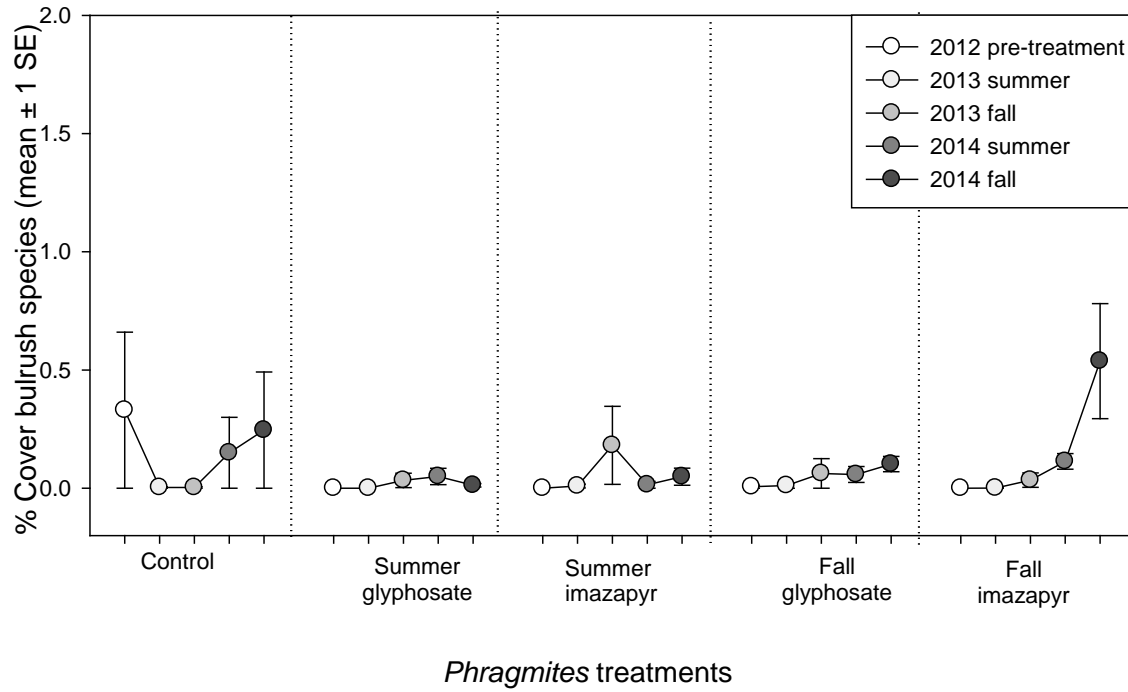 % Cover bulrush species (mean ± 1 SE)
2.0
1.5
1.0
0.5
0.0
2012 pre-treatment
2013 summer
2013 fall
2014 summer
2014 fall
Control
Summer
glyphosate
Summer
imazapyr
Fall
glyphosate
Fall
imazapyr
Phragmites treatments